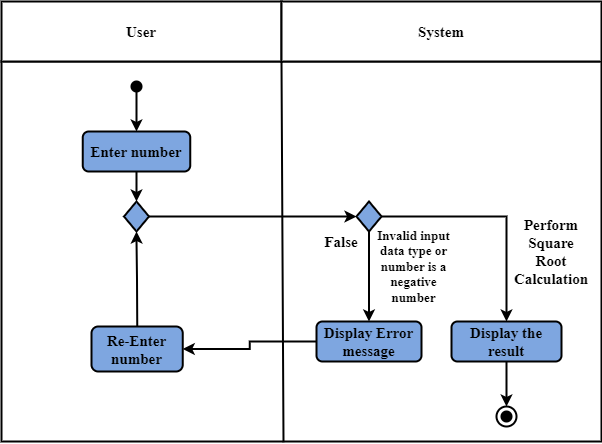 User
System
Enter number
False
Invalid input
data type or
number is a
negative
number
Perform
Square
Root
Calculation
Re-Enter
number
Display Error
message
Display the
result